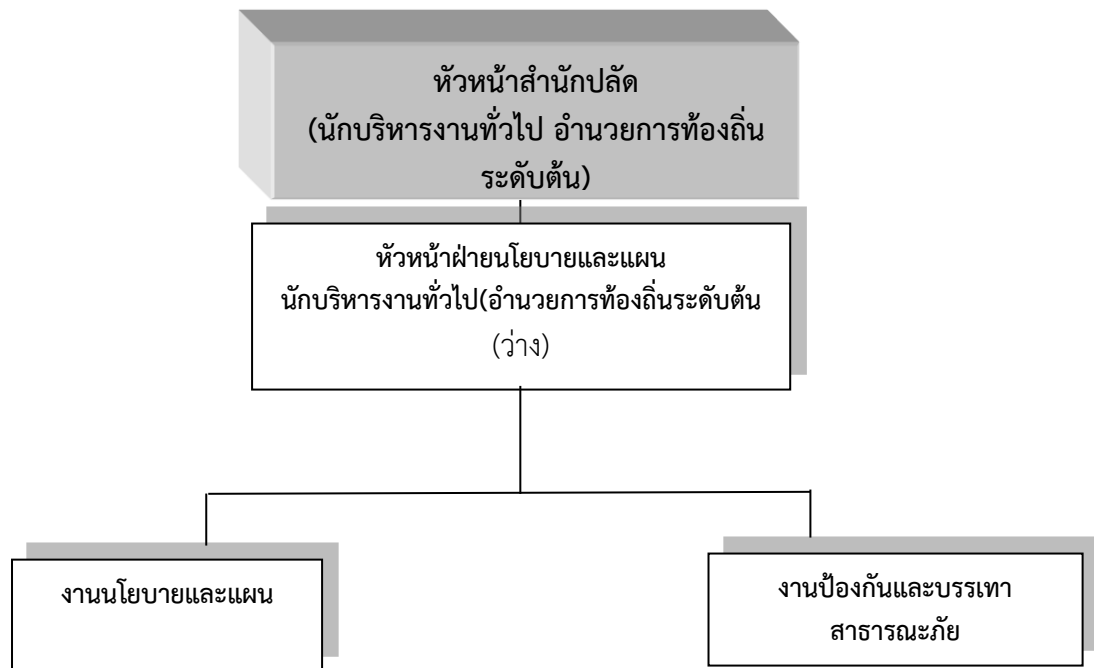 หัวหน้าสำนักปลัด
(นักบริหารงานทั่วไป อำนวยการท้องถิ่น
ระดับต้น)
หัวหน้าฝ่ายนโยบายและแผน
นักบริหารงานทั่วไป(อำนวยการท้องถิ่นระดับต้น
(ว่าง)
งานนโยบายและแผน
งานป้องกันและบรรเทา
สาธารณะภัย